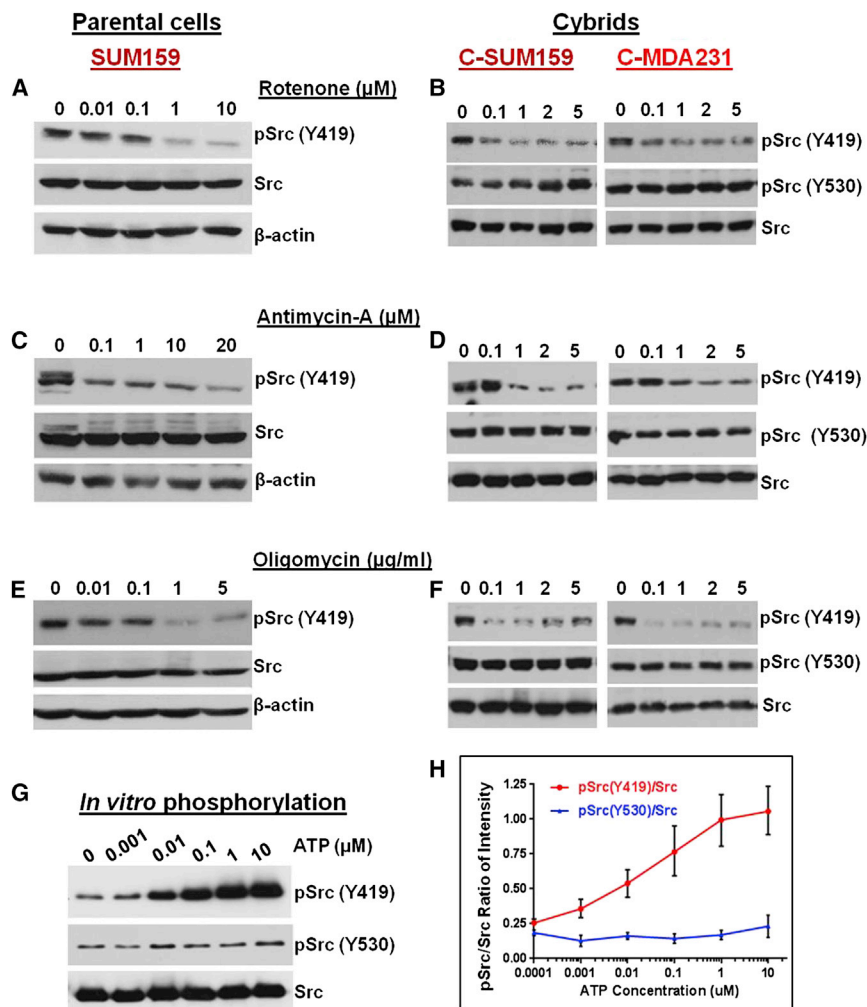 Parental cells
Cybrids
SUM159
C-SUM159 C-MDA231
A
Rotenone (µM)
0 0.01 0.1 1 10
pSrc (Y419)
Src
β-actin
B
0 0.1 1 2 5 0 0.1 1 2 5
pSrc (Y419)
pSrc (Y530)
Src
Antimycin-A (µM)
C
0 0.1 1 10 20
pSrc (Y419)
Src
β-actin
D
0 0.1 1 2 5 0 0.1 1 2 5
pSrc (Y419)
pSrc (Y530)
Src
Oligomycin (µg/ml)
E
0 0.01 0.1 1 5
pSrc (Y419)
Src
β-actin
F
0 0.1 1 2 5 0 0.1 1 2 5
pSrc (Y419)
pSrc (Y530)
Src
G
In vitro phosphorylation
0 0.001 0.01 0.1 1 10 ATP (µM)
pSrc (Y419)
pSrc (Y530)
Src
H
pSrc(Y419)/Src
pSrc(Y530)/Src
pSrc/Src Ratio of Intensity
1.25
1.00
0.75
0.50
0.25
0
0.0001 0.001 0.01 0.1 1 10
ATP Concentration (uM)